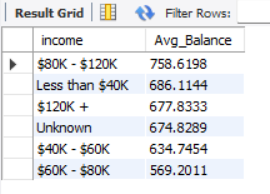 Result Grid Filter Rows:
income Avg_Balance
$80K - $120K 758.6198
Less than $40K 686.1144
$120K + 677.8333
Unknown 674.8289
$40K - $60K 634.7454
$60K - $80K 569.2011